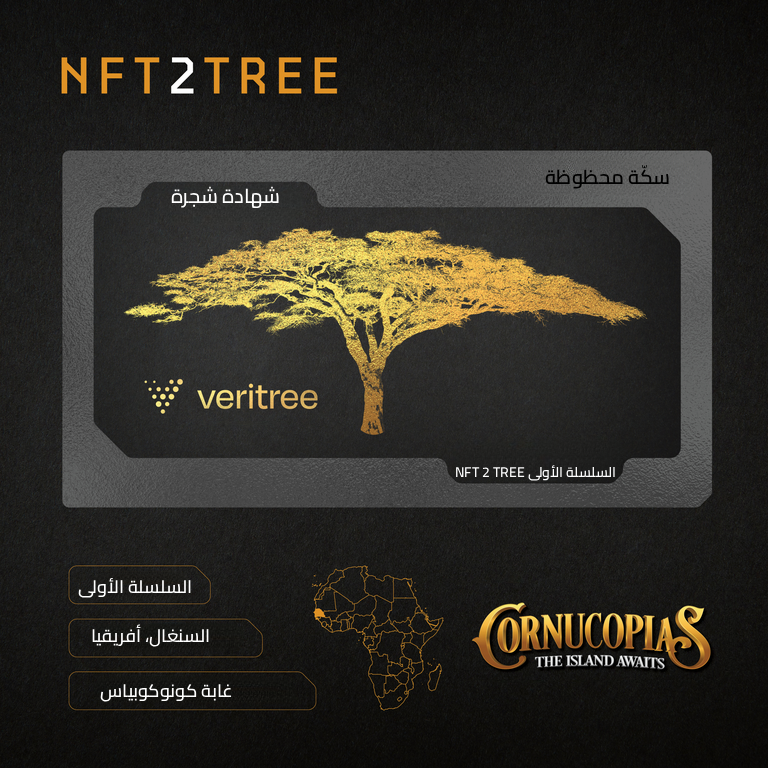 NFT2TREE
سكّة محظوظة
شهادة شجرة
veritree
السلسلة الأولى NFT 2 TREE
السلسلة الأولى
السنغال، أفريقيا
غابة كونوكوبياس
CORNUCOPIAS
THE ISLAND AWAITS